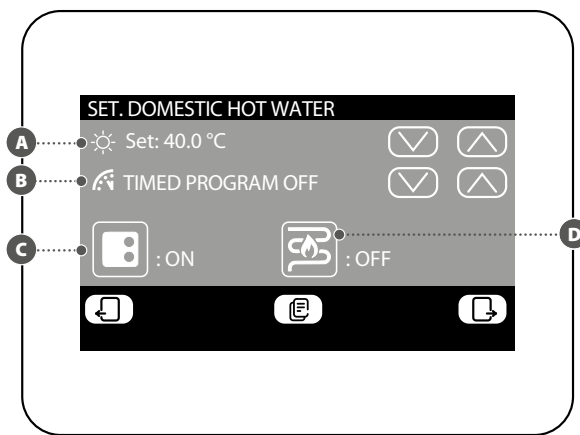 SET. DOMESTIC HOT WATER
A
Set: 40.0 °C
B
TIMED PROGRAM OFF
C
: ON
: OFF
D